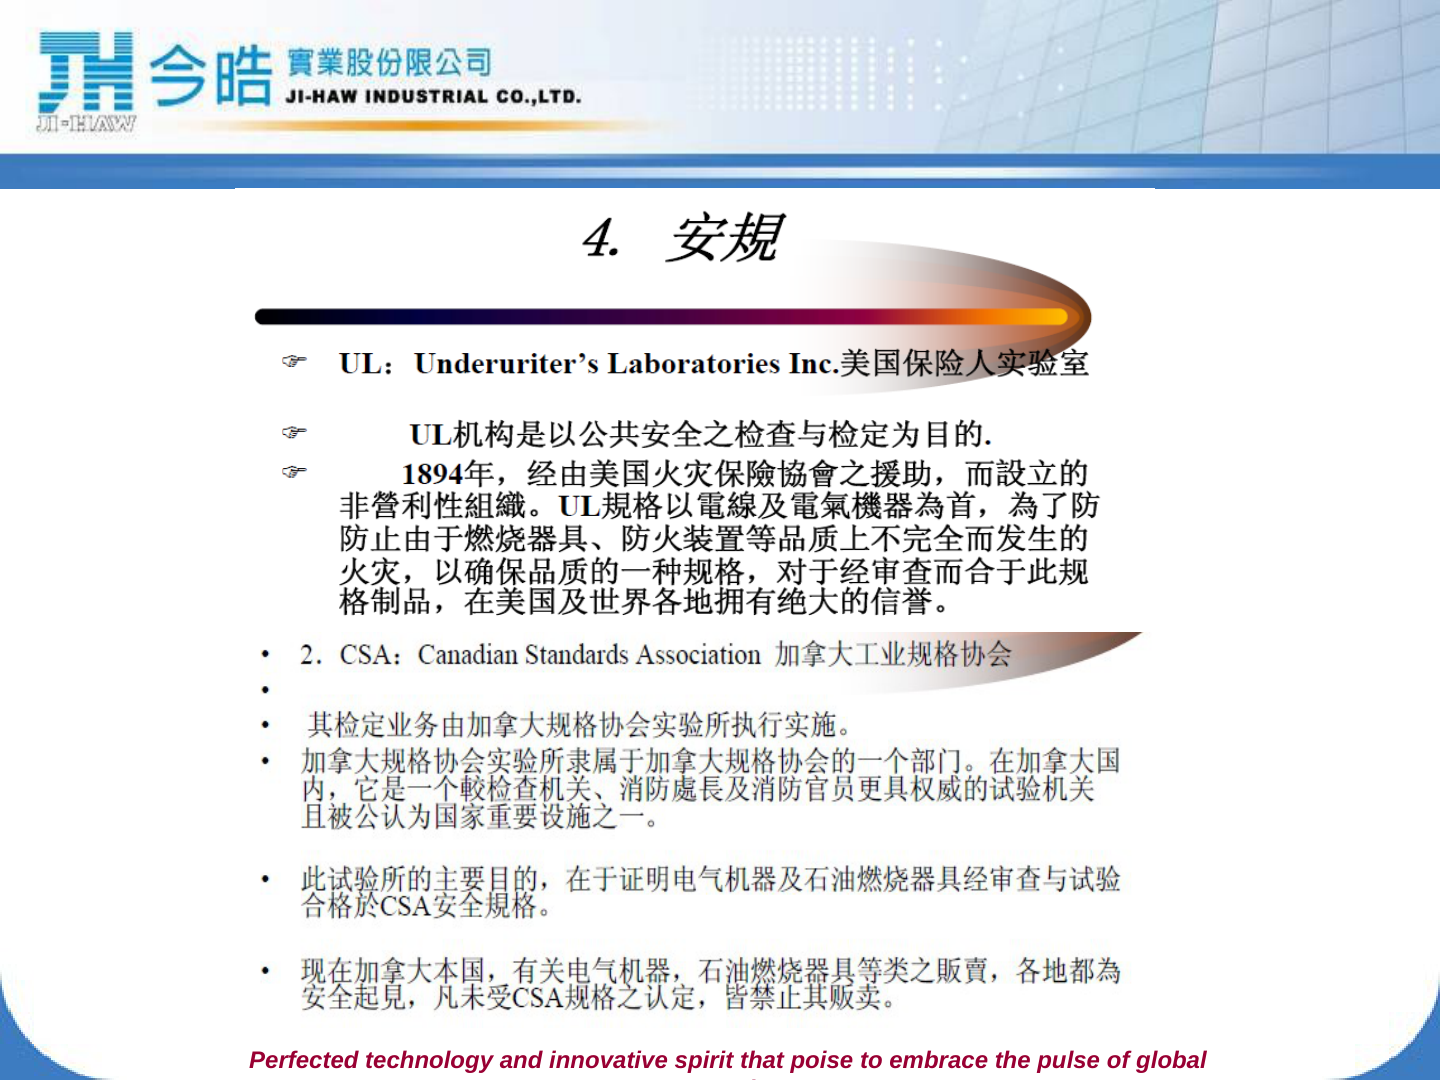 今皓 實業股份限公司
JI-HAW INDUSTRIAL CO.,LTD.
JI-HAW
4. 安規
UL：Underuriter’s Laboratories Inc.美国保险人实验室
UL机构是以公共安全之检查与检定为目的.
1894年，经由美国火灾保險協會之援助，而設立的
非營利性組織。UL規格以電線及電氣機器為首，為了防
防止由于燃烧器具、防火装置等品质上不完全而发生的
火灾，以确保品质的一种规格，对于经审查而合于此规
格制品，在美国及世界各地拥有绝大的信誉。
• 2．CSA：Canadian Standards Association 加拿大工业规格协会
•
• 其检定业务由加拿大规格协会实验所执行实施。
• 加拿大规格协会实验所隶属于加拿大规格协会的一个部门。在加拿大国
内，它是一个較检查机关、消防處長及消防官员更具权威的试验机关
且被公认为国家重要设施之一。
• 此试验所的主要目的，在于证明电气机器及石油燃烧器具经审查与试验
合格於CSA安全規格。
• 现在加拿大本国，有关电气机器，石油燃烧器具等类之販賣，各地都為
安全起見，凡未受CSA规格之认定，皆禁止其贩卖。
Perfected technology and innovative spirit that poise to embrace the pulse of global